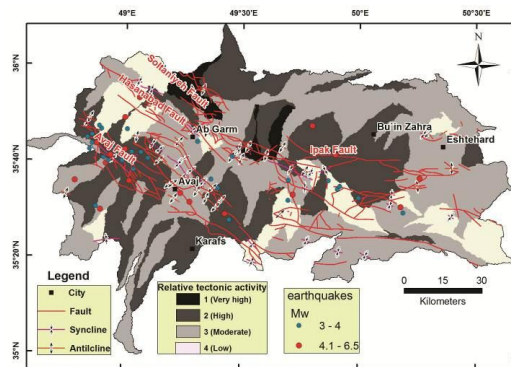 49°E
49°30'E
50°E
50°30'E
N
36°N
35°40'N
35°20'N
35°N
Soltaniyeh Fault
Hasanabad Fault
Avaj Fault
Ipak Fault
Ab Garm
Bu'in Zahra
Eshtehard
Avaj
Karafs
Legend
City
Fault
Syncline
Antilcline
Relative tectonic activity
1 (Very high)
2 (High)
3 (Moderate)
4 (Low)
earthquakes
Mw
3 - 4
4.1 - 6.5
15 0 30
Kilometers